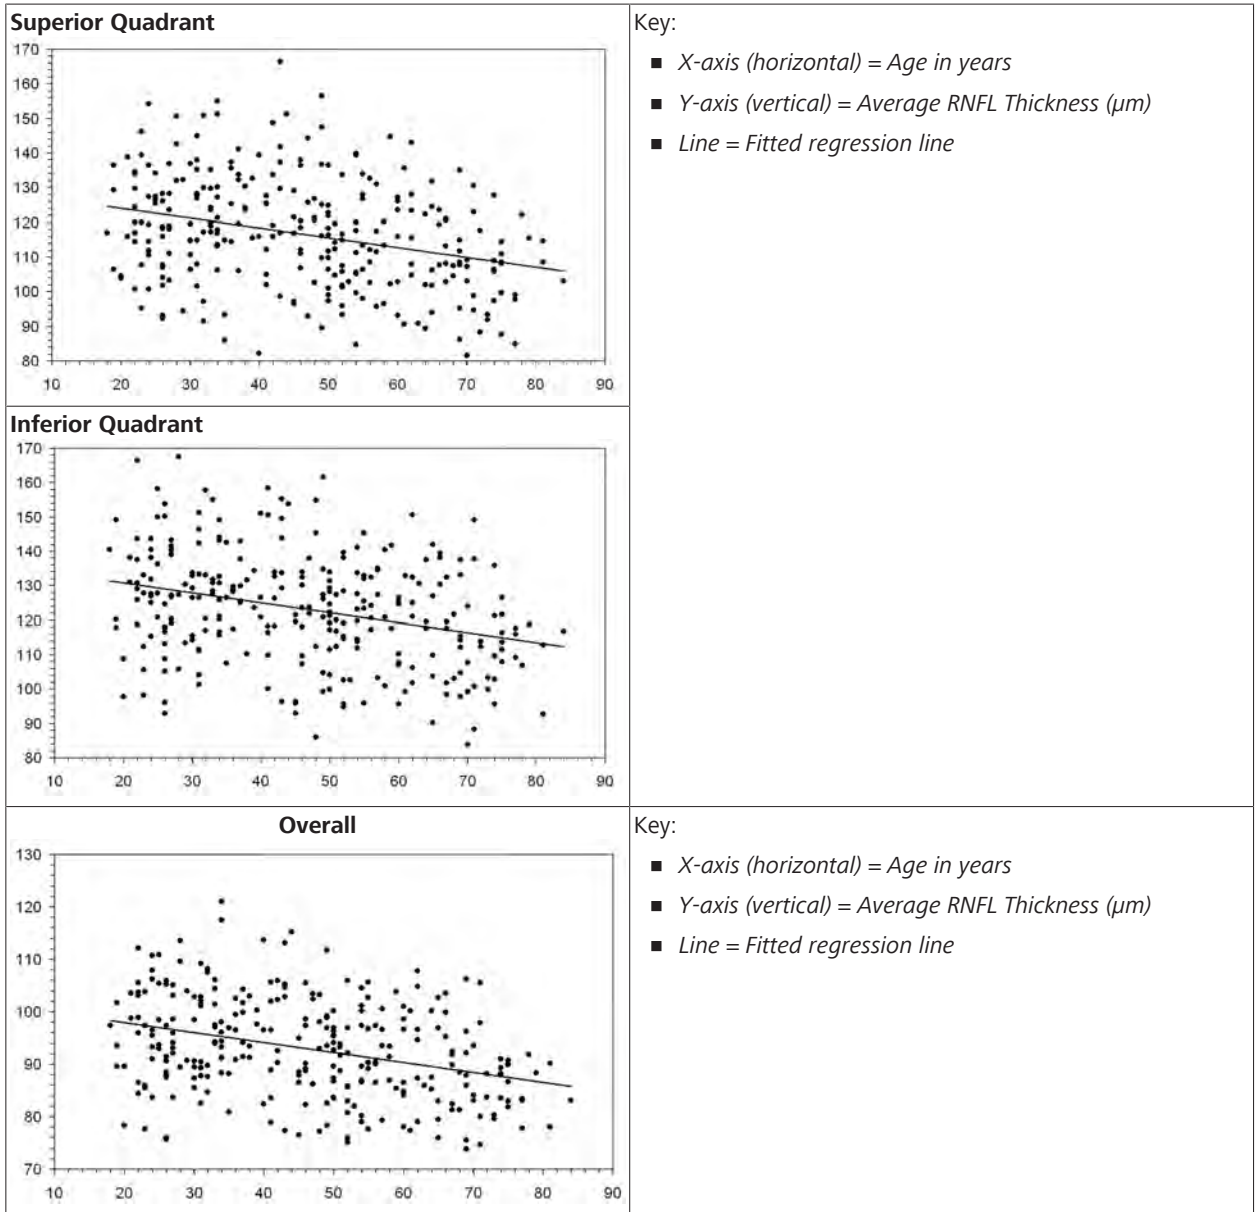 Superior Quadrant
170
160
150
140
130
120
110
100
90
80
10 20 30 40 50 60 70 80 90
Key:
■ X-axis (horizontal) = Age in years
■ Y-axis (vertical) = Average RNFL Thickness (µm)
■ Line = Fitted regression line
Inferior Quadrant
170
160
150
140
130
120
110
100
90
80
10 20 30 40 50 60 70 80 90
Overall
130
120
110
100
90
80
70
10 20 30 40 50 60 70 80 90
Key:
■ X-axis (horizontal) = Age in years
■ Y-axis (vertical) = Average RNFL Thickness (µm)
■ Line = Fitted regression line